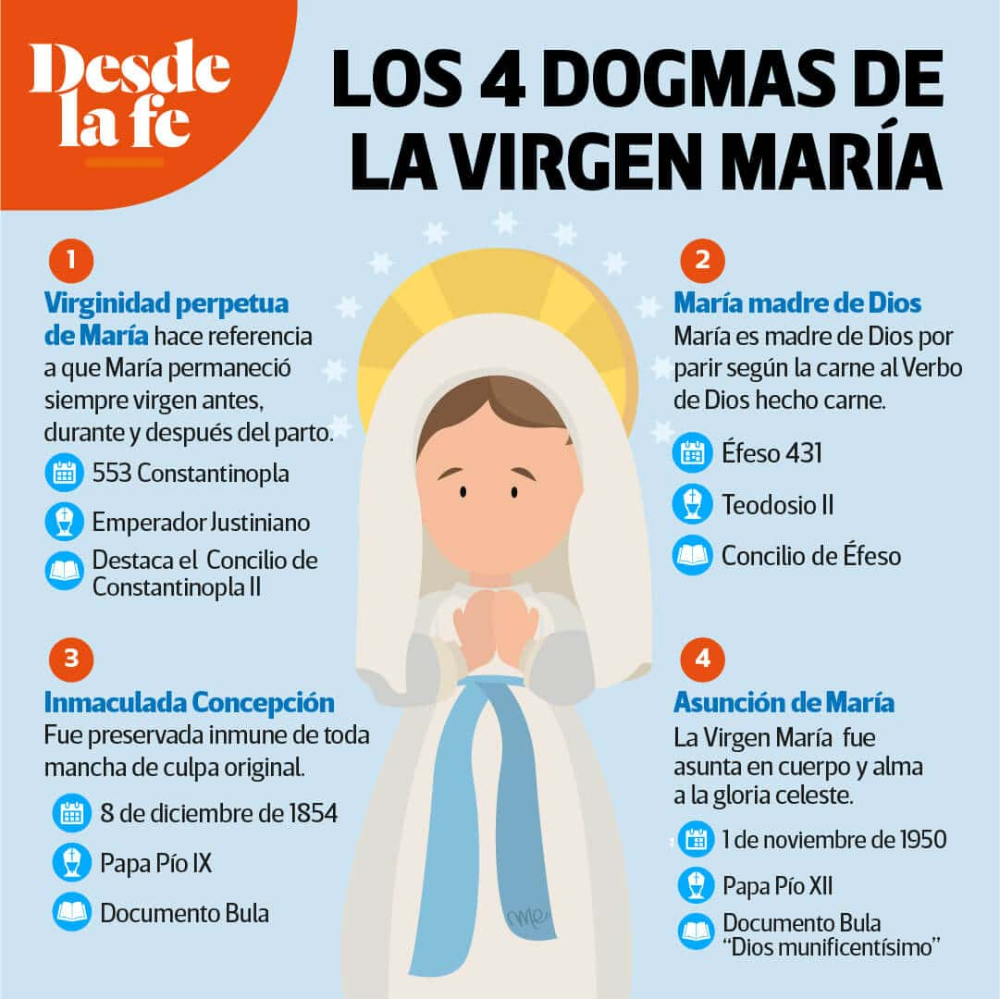 Desde
la fe
LOS 4 DOGMAS DE
LA VIRGEN MARÍA
1
Virginidad perpetua
de María hace referencia
a que María permaneció
siempre virgen antes,
durante y después del parto.
553 Constantinopla
Emperador Justiniano
Destaca el Concilio de
Constantinopla II
2
María madre de Dios
María es madre de Dios por
parir según la carne al Verbo
de Dios hecho carne.
Éfeso 431
Teodosio II
Concilio de Éfeso
3
Inmaculada Concepción
Fue preservada inmune de toda
mancha de culpa original.
8 de diciembre de 1854
Papa Pío IX
Documento Bula
4
Asunción de María
La Virgen María fue
asunta en cuerpo y alma
a la gloria celeste.
1 de noviembre de 1950
Papa Pío XII
Documento Bula
“Dios munificentísimo”
me